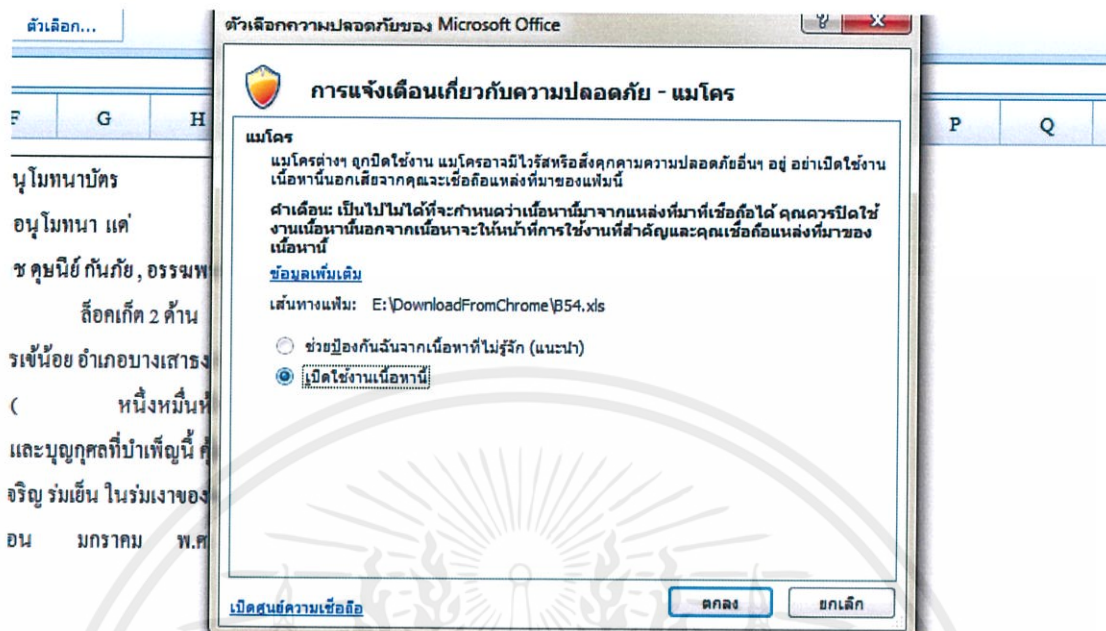 ตัวเลือก...
ตัวเลือกความปลอดภัยของ Microsoft Office
การแจ้งเตือนเกี่ยวกับความปลอดภัย - แมโคร
F G H P Q
แมโคร
แมโครต่างๆ ถูกปิดใช้งาน แมโครอาจมีไวรัสหรือสิ่งคุกคามความปลอดภัยอื่นๆ อยู่ อย่าเปิดใช้งาน
เนื้อหานี้นอกเสียจากคุณจะเชื่อถือแหล่งที่มาของแฟ้มนี้
คำเตือน: เป็นไปไม่ได้ที่จะกำหนดว่าเนื้อหานี้มาจากแหล่งที่มาที่เชื่อถือได้ คุณควรปิดใช้
งานเนื้อหานี้นอกจากเนื้อหาจะให้หน้าที่การใช้งานที่สำคัญและคุณเชื่อถือแหล่งที่มาของ
เนื้อหานี้
ข้อมูลเพิ่มเติม
เส้นทางแฟ้ม: E:\DownloadFromChrome\B54.xls
ช่วยป้องกันฉันจากเนื้อหาที่ไม่รู้จัก (แนะนำ)
เปิดใช้งานเนื้อหานี้
เปิดศูนย์ความเชื่อถือ
ตกลง
ยกเลิก
นุโมทนาบัตร
อนุโมทนา แด่
ช ดุษนีย์ กันภัย , อรรฆพ
ล็อคเก็ต 2 ด้าน
รเข้น้อย อำเภอบางเสาธง
( หนึ่งหมื่นห้
และบุญกุศลที่บำเพ็ญนี้
จริญ ร่มเย็น ในร่มเงาของ
อน มกราคม พ.ศ